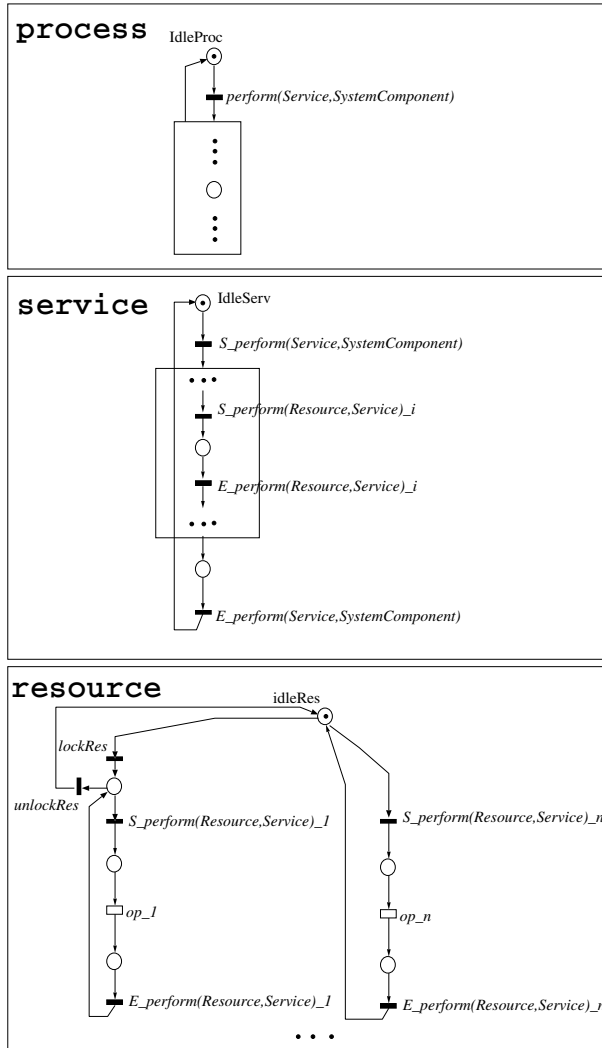 process
IdleProc
perform(Service,SystemComponent)
service
IdleServ
S_perform(Service,SystemComponent)
S_perform(Resource,Service)_i
E_perform(Resource,Service)_i
E_perform(Service,SystemComponent)
resource
idleRes
lockRes
unlockRes
S_perform(Resource,Service)_1
S_perform(Resource,Service)_n
op_1
op_n
E_perform(Resource,Service)_1
E_perform(Resource,Service)_n